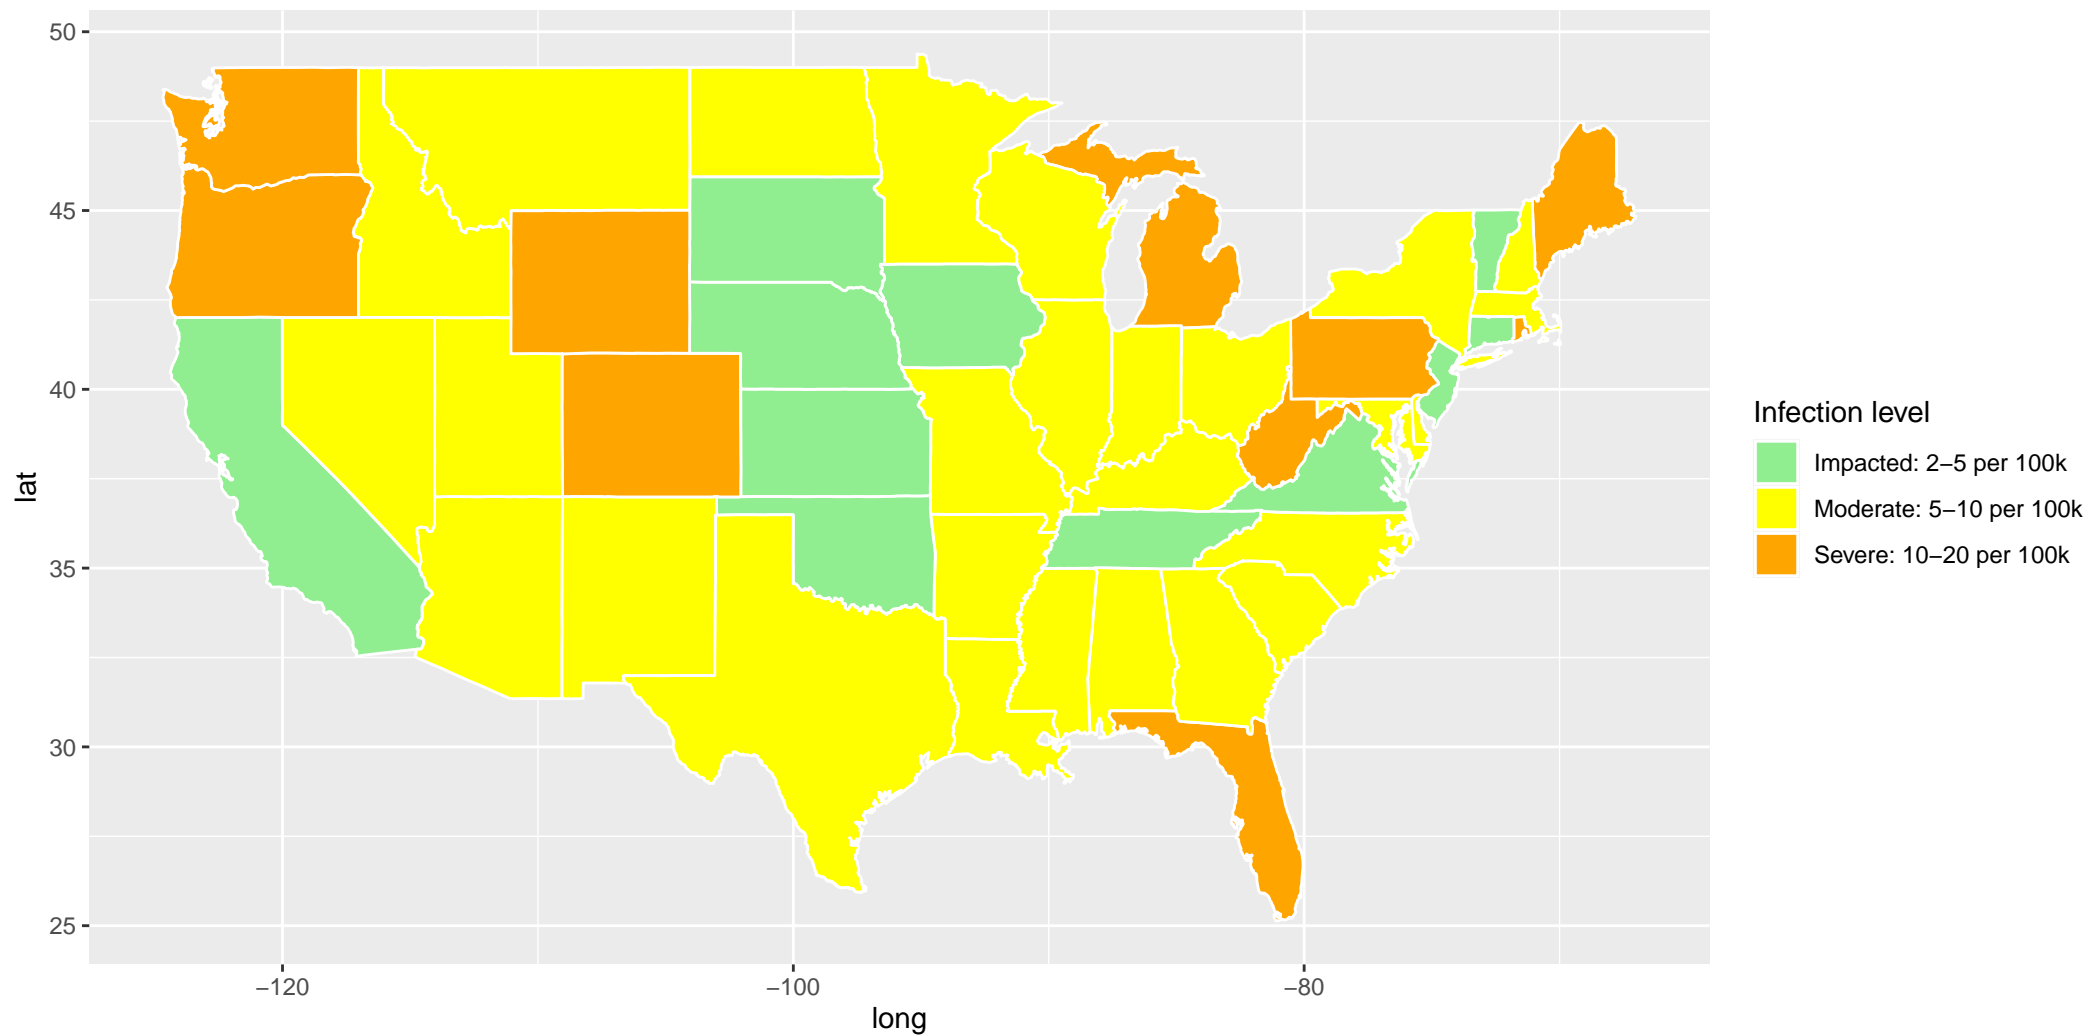 50
45
40
35
30
25
lat
−120
−100
−80
long
Infection level
Impacted: 2−5 per 100k
Moderate: 5−10 per 100k
Severe: 10−20 per 100k